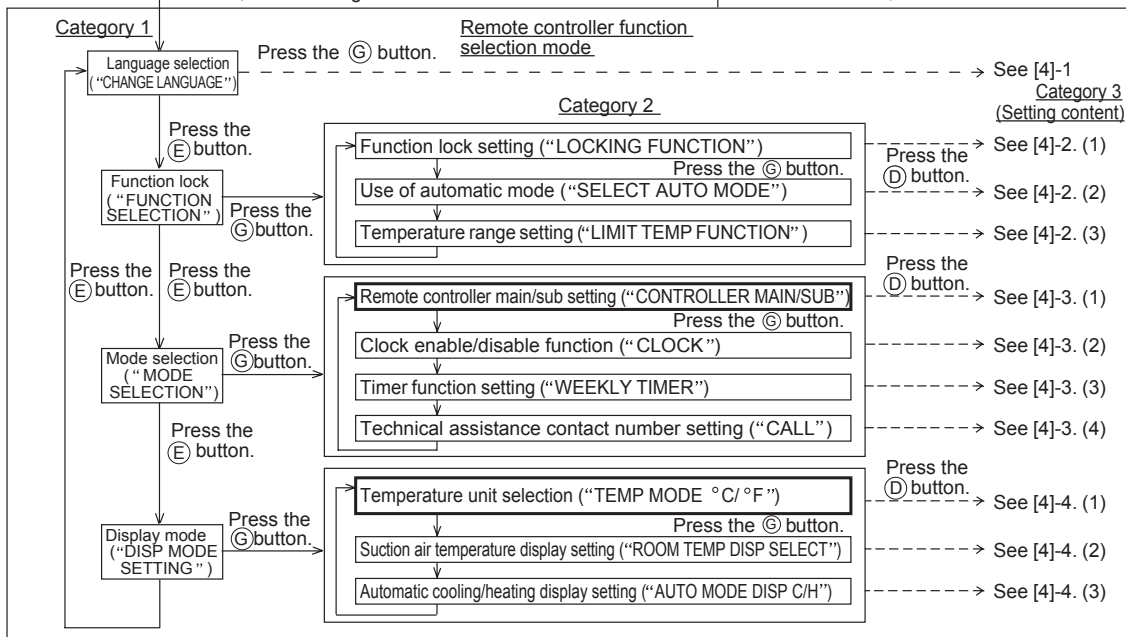 Category 1
Remote controller function
selection mode
Press the Ⓖ button.
Language selection
(“CHANGE LANGUAGE”)
See [4]-1
Category 3
(Setting content)
Category 2
Press the
Ⓔ button.
Function lock setting (“LOCKING FUNCTION”)
See [4]-2. (1)
Press the Ⓖ button.
Press the
Ⓓ button.
Function lock
(“FUNCTION
SELECTION”)
Press the
Ⓖ button.
Use of automatic mode (“SELECT AUTO MODE”)
See [4]-2. (2)
Temperature range setting (“LIMIT TEMP FUNCTION”)
See [4]-2. (3)
Press the
Ⓔ button.
Press the
Ⓔ button.
Press the
Ⓓ button.
Remote controller main/sub setting (“CONTROLLER MAIN/SUB”)
See [4]-3. (1)
Press the Ⓖ button.
Mode selection
(“MODE
SELECTION”)
Press the
Ⓖ button.
Clock enable/disable function (“CLOCK”)
See [4]-3. (2)
Timer function setting (“WEEKLY TIMER”)
See [4]-3. (3)
Technical assistance contact number setting (“CALL”)
See [4]-3. (4)
Press the
Ⓔ button.
Press the
Ⓓ button.
Temperature unit selection (“TEMP MODE °C/°F”)
See [4]-4. (1)
Press the Ⓖ button.
Display mode
(“DISP MODE
SETTING”)
Press the
Ⓖ button.
Suction air temperature display setting (“ROOM TEMP DISP SELECT”)
See [4]-4. (2)
Automatic cooling/heating display setting (“AUTO MODE DISP C/H”)
See [4]-4. (3)